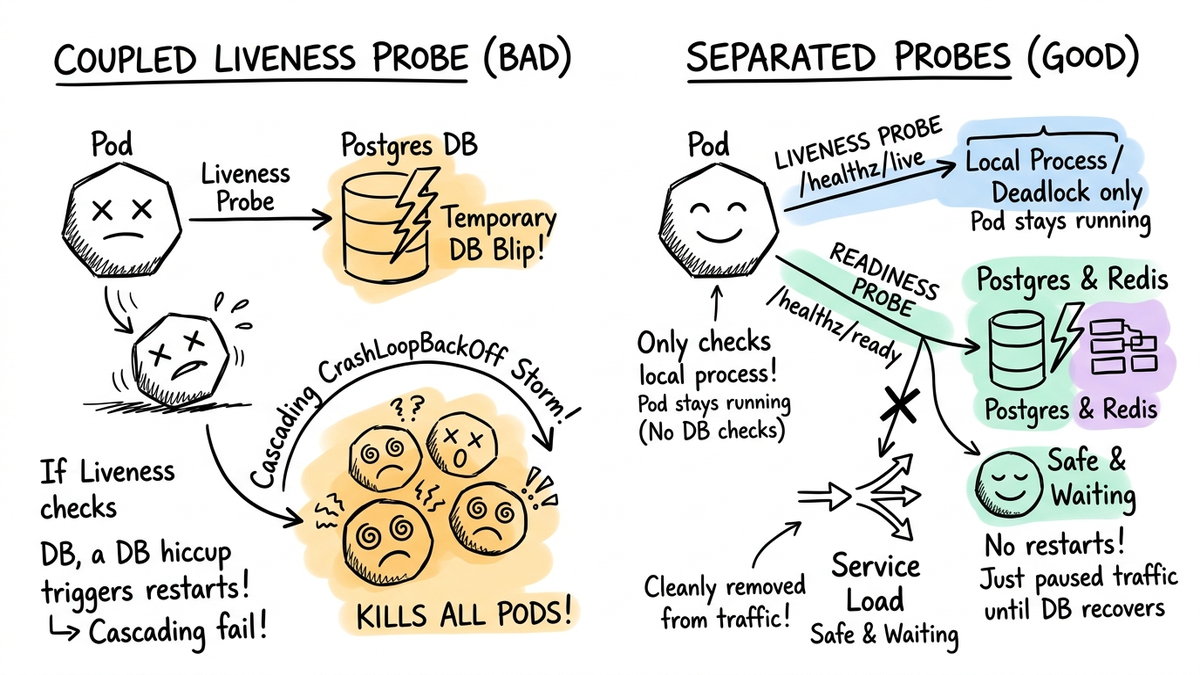 COUPLED LIVENESS PROBE (BAD)
Pod
Liveness
Probe
Postgres DB
Temporary
DB Blip!
Cascading CrashLoopBackOff Storm!
??
!!!
If Liveness
checks
DB, a DB hiccup
triggers restarts!
↳ Cascading fail!
KILLS ALL PODS!
SEPARATED PROBES (GOOD)
Pod
LIVENESS PROBE
/healthz/live
Local Process/
Deadlock only
Pod stays running
READINESS
PROBE
/healthz/ready
Postgres & Redis
Postgres & Redis
Only checks
local process!
Pod stays running
(No DB checks)
Safe &
Waiting
No restarts!
Just paused traffic
until DB recovers
Cleanly removed
from traffic!
Service
Load
Safe & Waiting